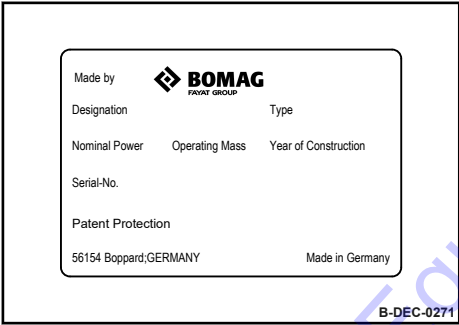 Made by BOMAG
FAYAT GROUP
Designation Type
Nominal Power Operating Mass Year of Construction
Serial-No.
Patent Protection
56154 Boppard;GERMANY Made in Germany
B-DEC-0271